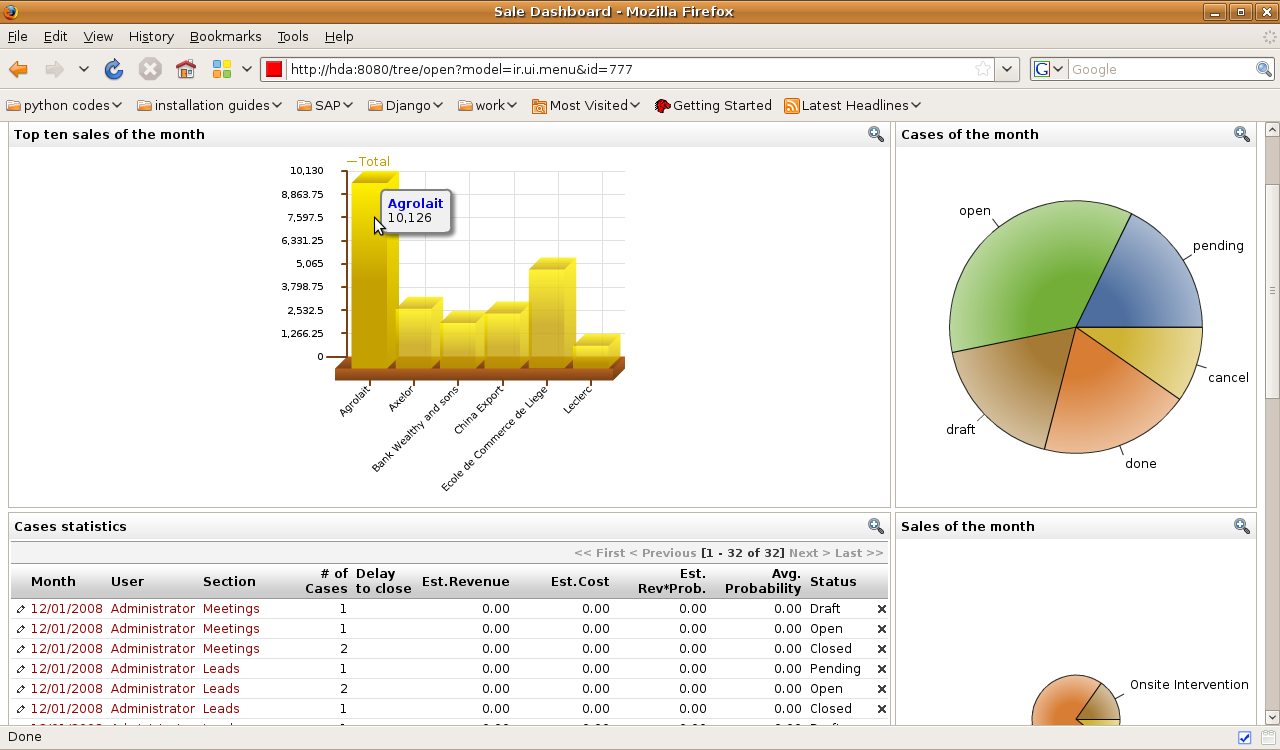 Sale Dashboard - Mozilla Firefox
File Edit View History Bookmarks Tools Help
http://hda:8080/tree/open?model=ir.ui.menu&id=777
Google
python codes installation guides SAP Django work Most Visited Getting Started Latest Headlines
Top ten sales of the month
Total
10,130
8,863.75
7,597.5
6,331.25
5,065
3,798.75
2,532.5
1,266.25
0
Agrolait
10,126
Agrolait
Axelor
Bank Wealthy and sons
China Export
Ecole de Commerce de Liege
Leclerc
Cases of the month
open
pending
cancel
draft
done
Cases statistics
<< First < Previous [1 - 32 of 32] Next > Last >>
Month User Section # of Cases Delay to close Est.Revenue Est.Cost Est. Rev*Prob. Avg. Probability Status
12/01/2008 Administrator Meetings 1 0.00 0.00 0.00 0.00 Draft
12/01/2008 Administrator Meetings 1 0.00 0.00 0.00 0.00 Open
12/01/2008 Administrator Meetings 2 0.00 0.00 0.00 0.00 Closed
12/01/2008 Administrator Leads 1 0.00 0.00 0.00 0.00 Pending
12/01/2008 Administrator Leads 2 0.00 0.00 0.00 0.00 Open
12/01/2008 Administrator Leads 1 0.00 0.00 0.00 0.00 Closed
Sales of the month
Onsite Intervention
Done